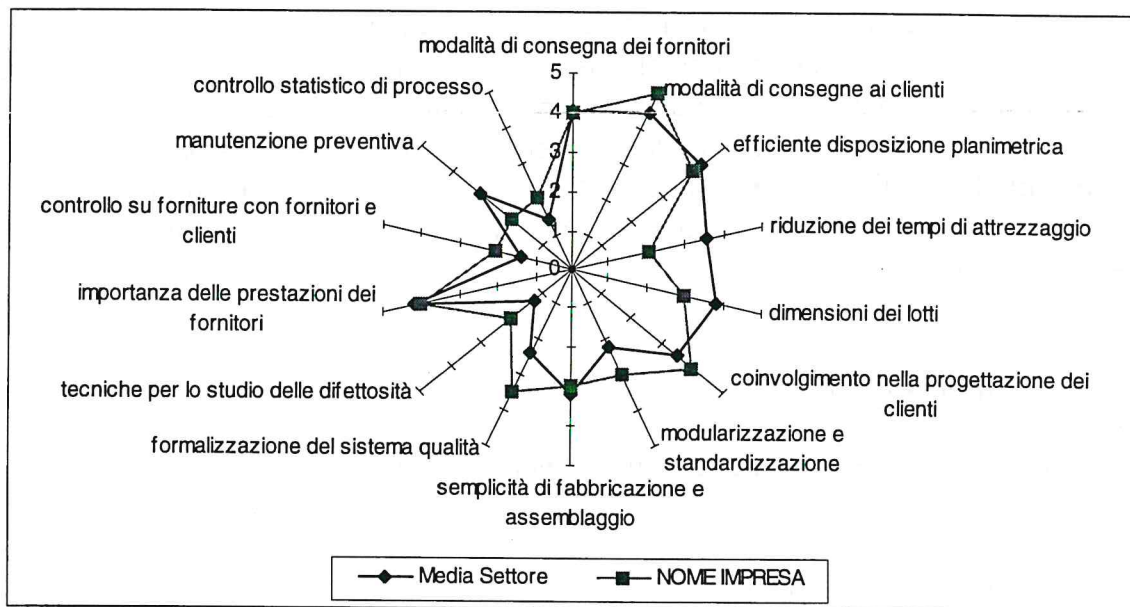 modalità di consegna dei fornitori
controllo statistico di processo
5
modalità di consegne ai clienti
4
manutenzione preventiva
efficiente disposizione planimetrica
3
2
controllo su forniture con fornitori e
clienti
riduzione dei tempi di attrezzaggio
0
importanza delle prestazioni dei
fornitori
dimensioni dei lotti
tecniche per lo studio delle difettosità
coinvolgimento nella progettazione dei
clienti
formalizzazione del sistema qualità
modularizzazione e
standardizzazione
semplicità di fabbricazione e
assemblaggio
Media Settore
NOME IMPRESA